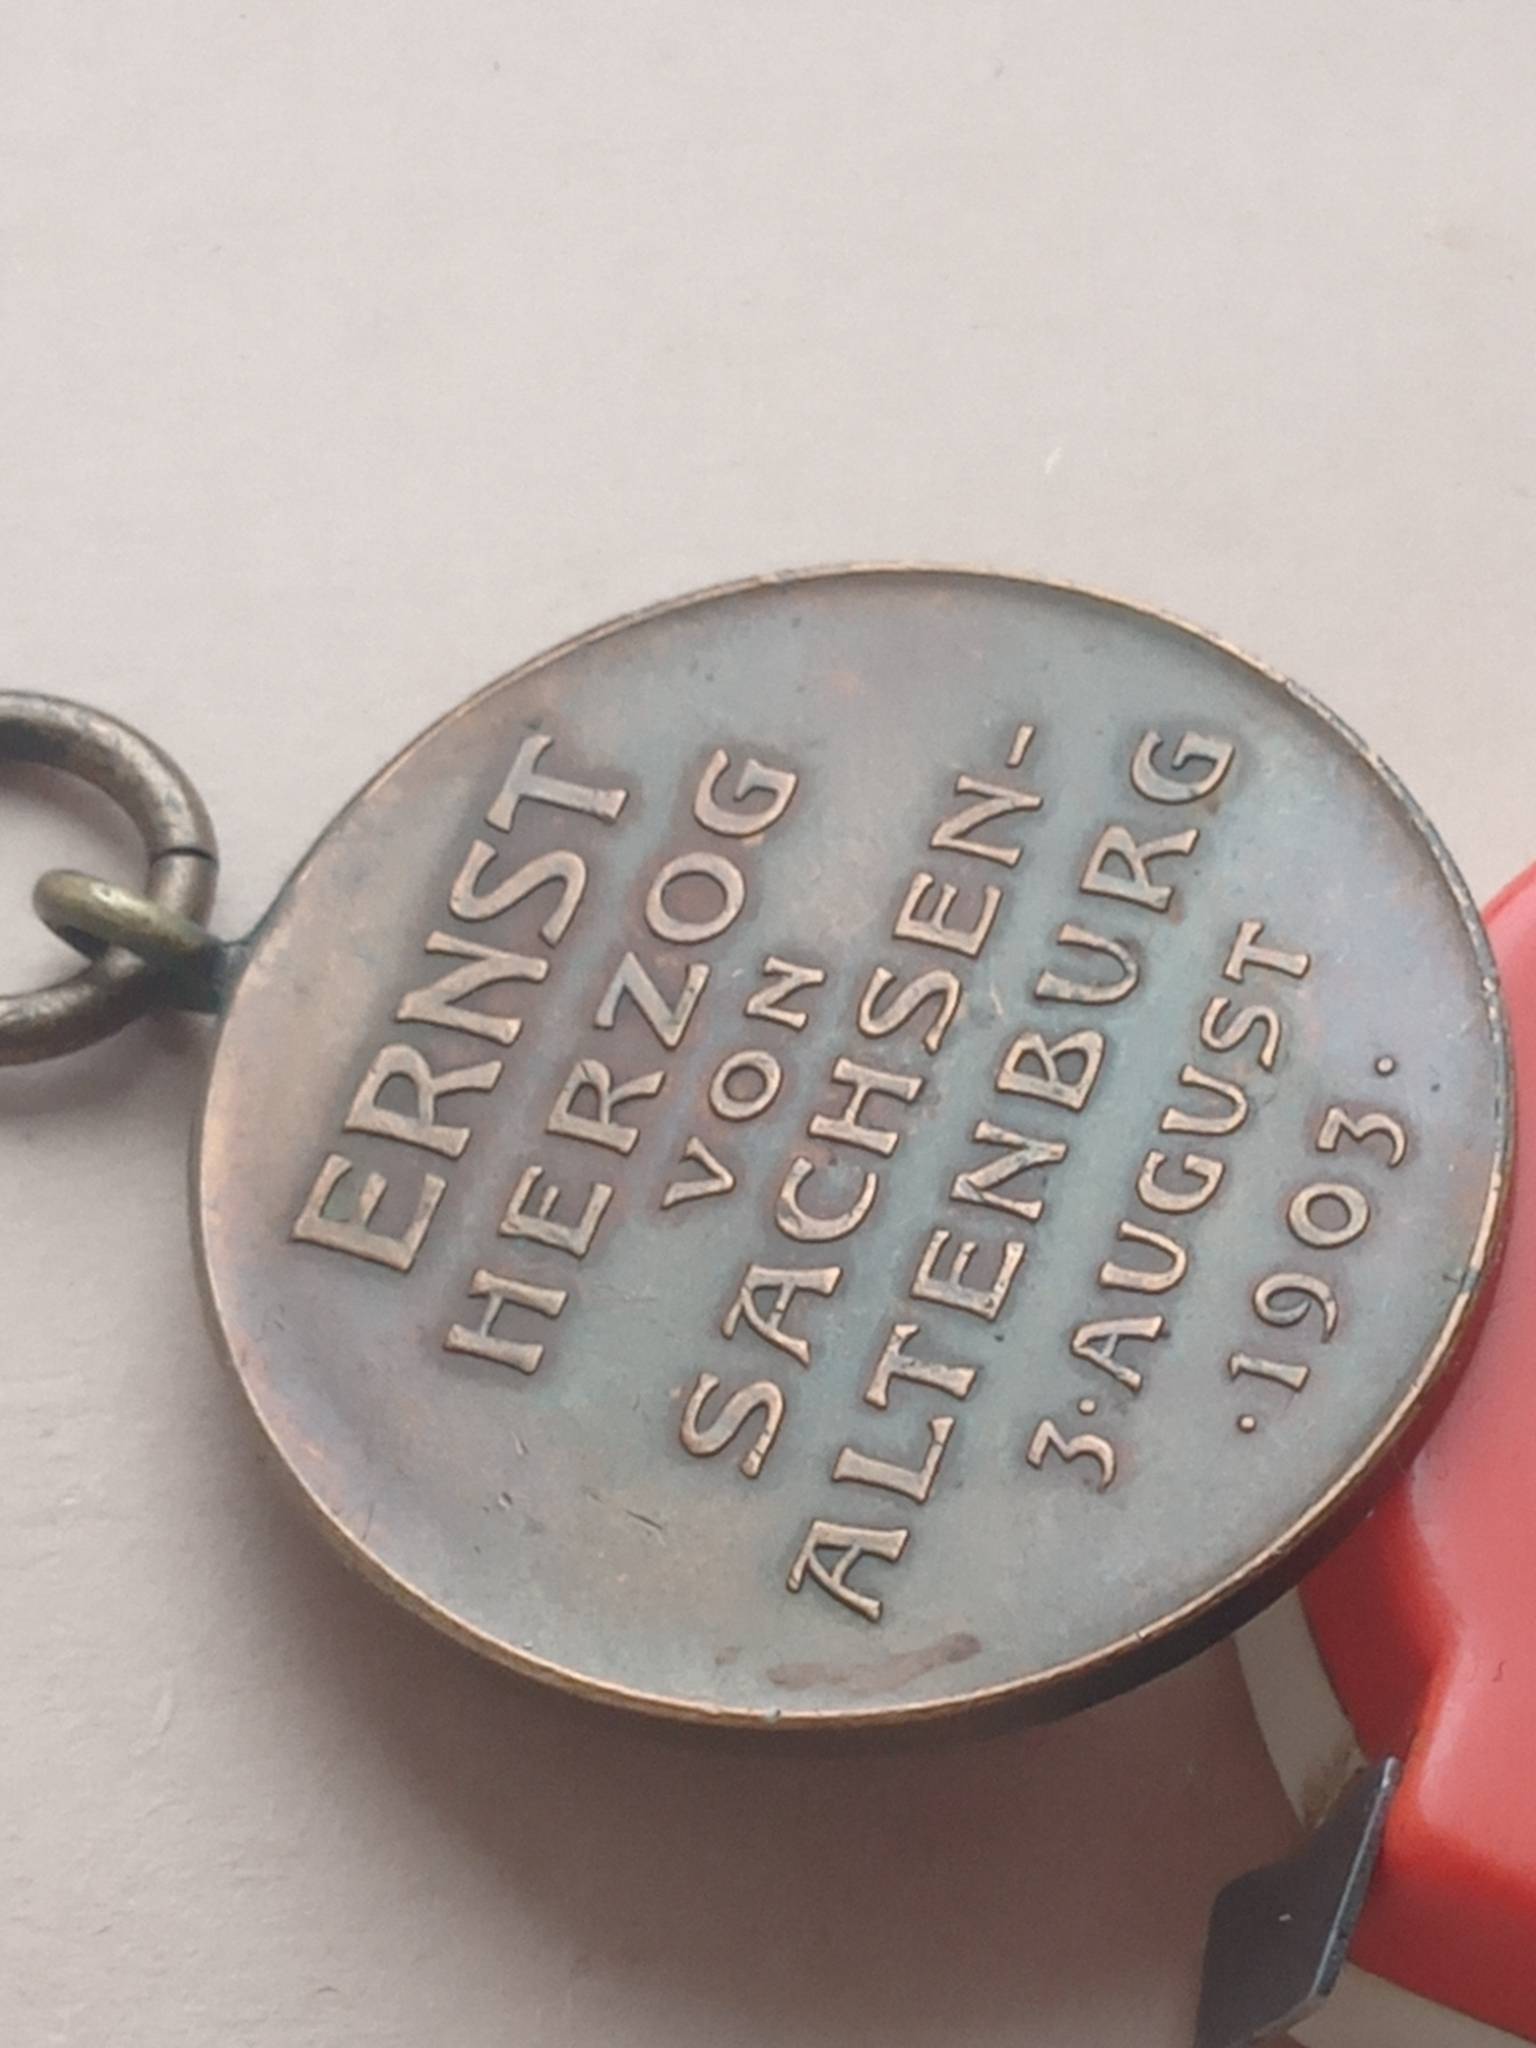 ERNST
HERZOG
VON
SACHSEN-
ALTENBURG
3. AUGUST
. 1903 .